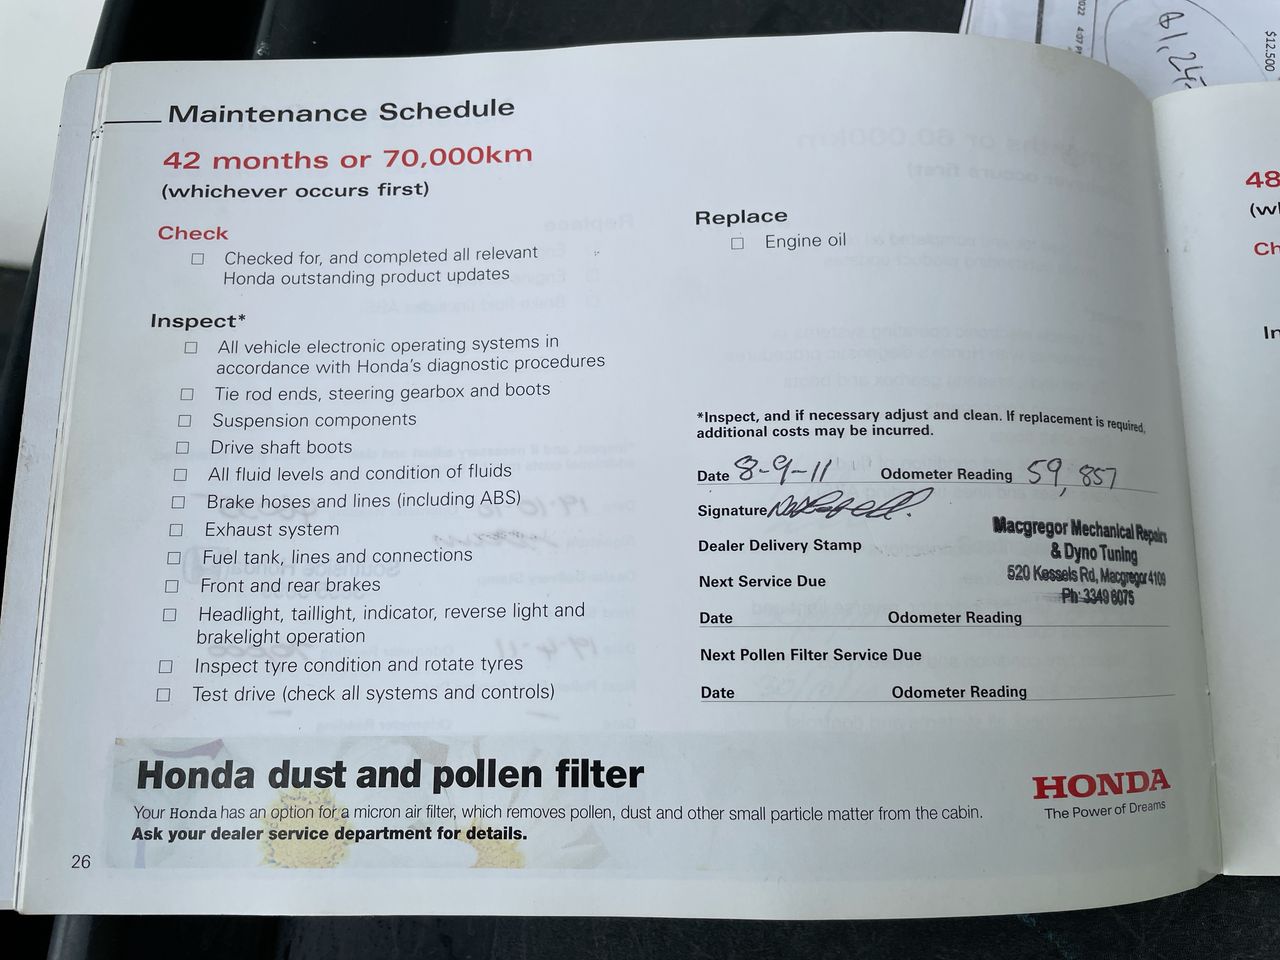 Maintenance Schedule
42 months or 70,000km
(whichever occurs first)
Check
☐ Checked for, and completed all relevant
Honda outstanding product updates
Inspect*
☐ All vehicle electronic operating systems in
accordance with Honda's diagnostic procedures
☐ Tie rod ends, steering gearbox and boots
☐ Suspension components
☐ Drive shaft boots
☐ All fluid levels and condition of fluids
☐ Brake hoses and lines (including ABS)
☐ Exhaust system
☐ Fuel tank, lines and connections
☐ Front and rear brakes
☐ Headlight, taillight, indicator, reverse light and
brakelight operation
☐ Inspect tyre condition and rotate tyres
☐ Test drive (check all systems and controls)
Replace
☐ Engine oil
*Inspect, and if necessary adjust and clean. If replacement is required,
additional costs may be incurred.
Date 8-9-11 Odometer Reading 59,857
Signature
Dealer Delivery Stamp
Macgregor Mechanical Repairs
& Dyno Tuning
520 Kessels Rd, Macgregor 4109
Ph: 3349 8075
Next Service Due
Date Odometer Reading
Next Pollen Filter Service Due
Date Odometer Reading
Honda dust and pollen filter
Your Honda has an option for a micron air filter, which removes pollen, dust and other small particle matter from the cabin.
Ask your dealer service department for details.
HONDA
The Power of Dreams
26
48
(w
Ch
In
$12,500